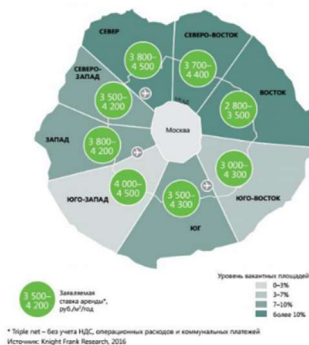 СЕВЕР
3 800–
4 500
СЕВЕРО-ВОСТОК
3 700–
4 400
СЕВЕРО-
ЗАПАД
3 500–
4 200
ВОСТОК
2 800–
3 500
Москва
ЗАПАД
3 800–
4 200
3 000–
4 300
ЮГО-ВОСТОК
4 000–
4 500
ЮГО-ЗАПАД
3 500–
4 300
ЮГ
3 500–
4 200
Заявляемая
ставка аренды*,
руб./м²/год
Уровень вакантных площадей
0–3%
3–7%
7–10%
более 10%
* Triple net – без учета НДС, операционных расходов и коммунальных платежей
Источник: Knight Frank Research, 2016